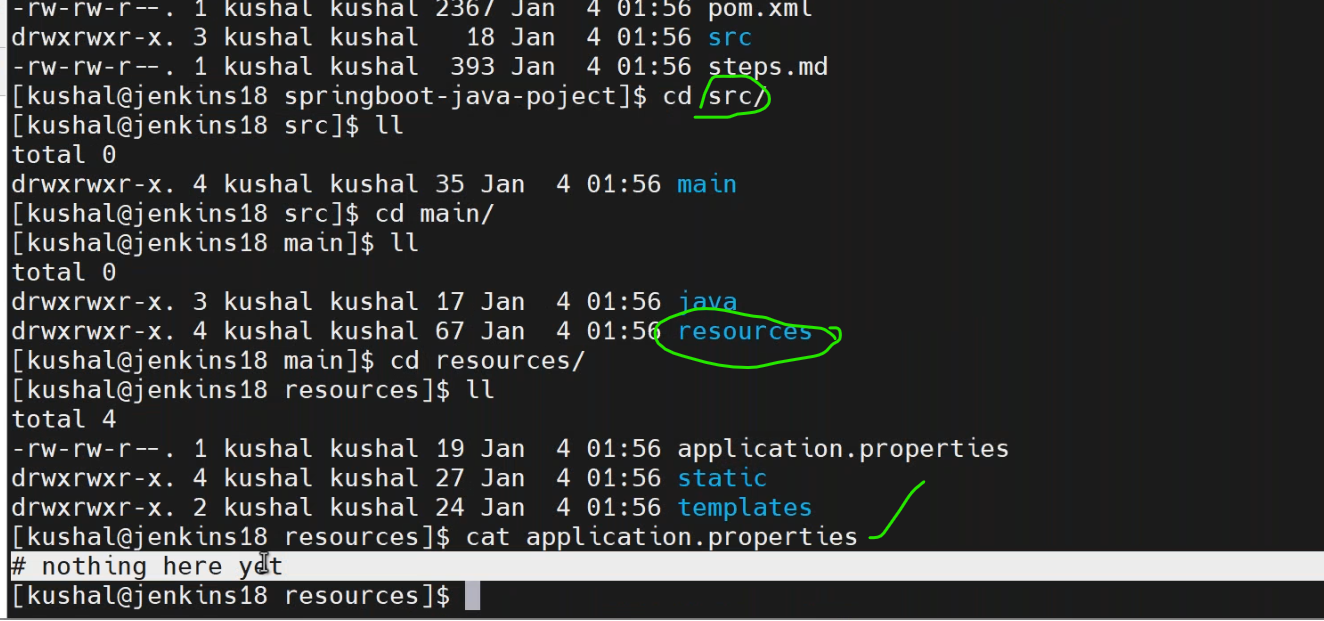 -rw-rw-r--. 1 kushal kushal 2367 Jan  4 01:56 pom.xml
drwxrwxr-x. 3 kushal kushal   18 Jan  4 01:56 src
-rw-rw-r--. 1 kushal kushal  393 Jan  4 01:56 steps.md
[kushal@jenkins18 springboot-java-poject]$ cd src/
[kushal@jenkins18 src]$ ll
total 0
drwxrwxr-x. 4 kushal kushal 35 Jan  4 01:56 main
[kushal@jenkins18 src]$ cd main/
[kushal@jenkins18 main]$ ll
total 0
drwxrwxr-x. 3 kushal kushal 17 Jan  4 01:56 java
drwxrwxr-x. 4 kushal kushal 67 Jan  4 01:56 resources
[kushal@jenkins18 main]$ cd resources/
[kushal@jenkins18 resources]$ ll
total 4
-rw-rw-r--. 1 kushal kushal 19 Jan  4 01:56 application.properties
drwxrwxr-x. 4 kushal kushal 27 Jan  4 01:56 static
drwxrwxr-x. 2 kushal kushal 24 Jan  4 01:56 templates
[kushal@jenkins18 resources]$ cat application.properties
# nothing here yet
[kushal@jenkins18 resources]$